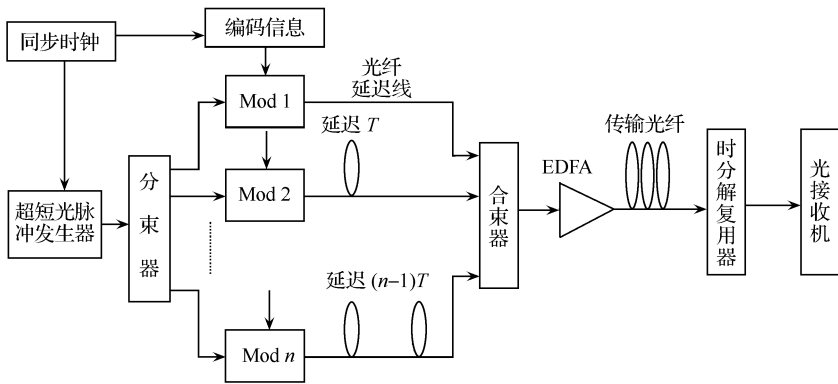 同步时钟
编码信息
超短光脉
冲发生器
分
束
器
Mod 1
Mod 2
Mod n
光纤
延迟线
延迟 T
延迟 (n−1)T
合
束
器
EDFA
传输光纤
时
分
解
复
用
器
光
接
收
机